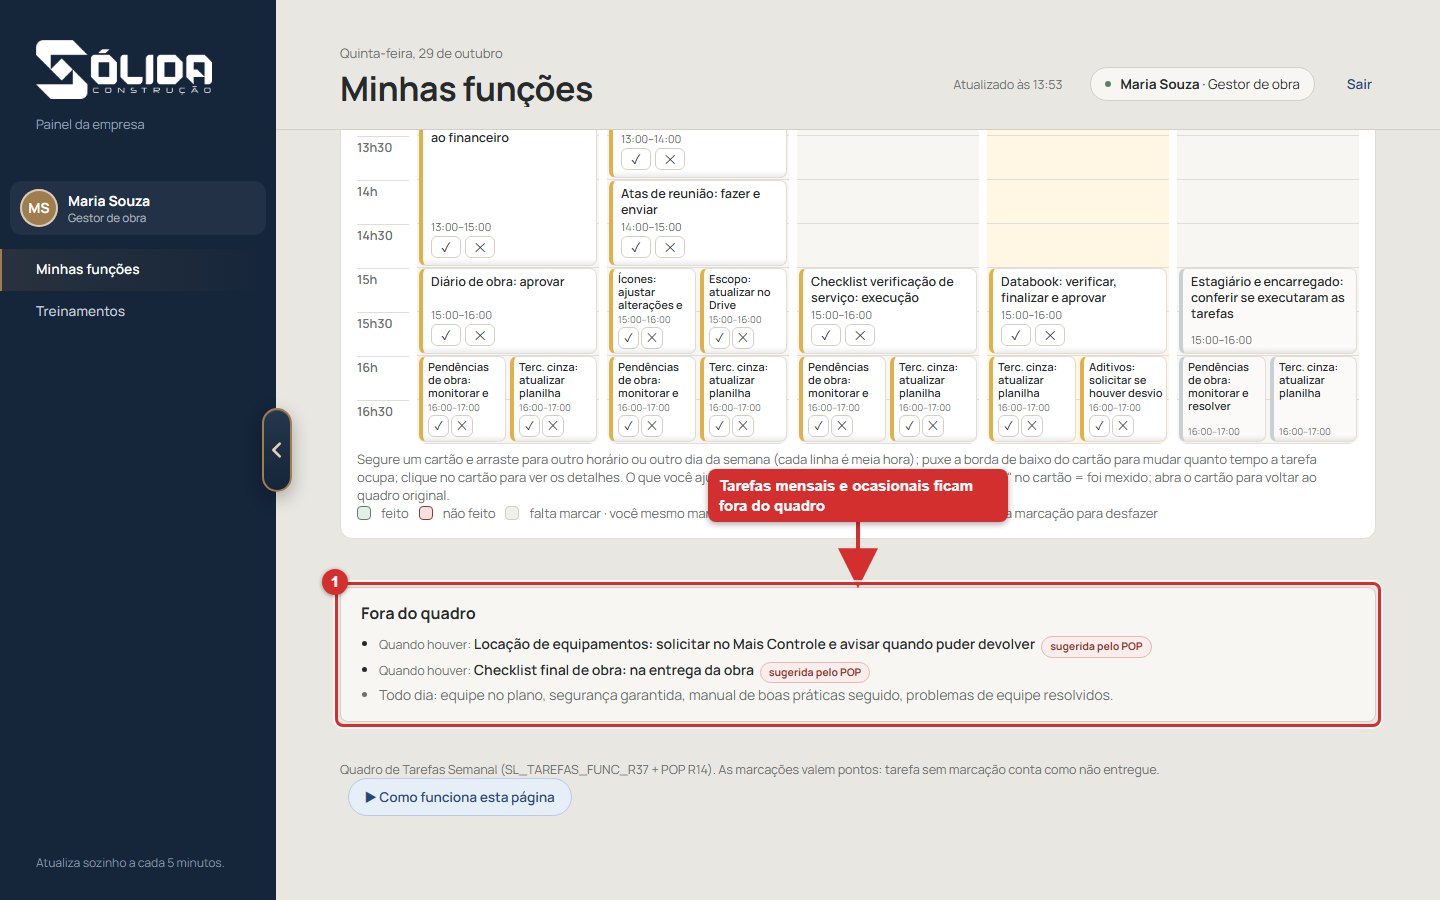 SÓLIDA
CONSTRUÇÃO
Painel da empresa
MS
Maria Souza
Gestor de obra
Minhas funções
Treinamentos
Atualiza sozinho a cada 5 minutos.
Quinta-feira, 29 de outubro
Minhas funções
Atualizado às 13:53
Maria Souza · Gestor de obra
Sair
13h30
14h
14h30
15h
15h30
16h
16h30
ao financeiro
13:00–15:00
✓ ✕
Diário de obra: aprovar
15:00–16:00
✓ ✕
Pendências
de obra:
monitorar e
16:00–17:00
✓ ✕
Terc. cinza:
atualizar
planilha
16:00–17:00
✓ ✕
13:00–14:00
✓ ✕
Atas de reunião: fazer e
enviar
14:00–15:00
✓ ✕
Ícones:
ajustar
alterações e
15:00–16:00
✓ ✕
Escopo:
atualizar no
Drive
15:00–16:00
✓ ✕
Pendências
de obra:
monitorar e
16:00–17:00
✓ ✕
Terc. cinza:
atualizar
planilha
16:00–17:00
✓ ✕
Checklist verificação de
serviço: execução
15:00–16:00
✓ ✕
Pendências
de obra:
monitorar e
16:00–17:00
✓ ✕
Terc. cinza:
atualizar
planilha
16:00–17:00
✓ ✕
Databook: verificar,
finalizar e aprovar
15:00–16:00
✓ ✕
Terc. cinza:
atualizar
planilha
16:00–17:00
✓ ✕
Aditivos:
solicitar se
houver desvio
16:00–17:00
✓ ✕
Estagiário e encarregado:
conferir se executaram as
tarefas
15:00–16:00
Pendências
de obra:
monitorar e
resolver
16:00–17:00
Terc. cinza:
atualizar
planilha
16:00–17:00
Segure um cartão e arraste para outro horário ou outro dia da semana (cada linha é meia hora); puxe a borda de baixo do cartão para mudar quanto tempo a tarefa
ocupa; clique no cartão para ver os detalhes. O que você no cartão = foi mexido; abra o cartão para voltar ao
quadro original.
feito não feito falta marcar · você mesmo marcação para desfazer
Tarefas mensais e ocasionais ficam
fora do quadro
1
Fora do quadro
• Quando houver: Locação de equipamentos: solicitar no Mais Controle e avisar quando puder devolver sugerida pelo POP
• Quando houver: Checklist final de obra: na entrega da obra sugerida pelo POP
• Todo dia: equipe no plano, segurança garantida, manual de boas práticas seguido, problemas de equipe resolvidos.
Quadro de Tarefas Semanal (SL_TAREFAS_FUNC_R37 + POP R14). As marcações valem pontos: tarefa sem marcação conta como não entregue.
▶ Como funciona esta página